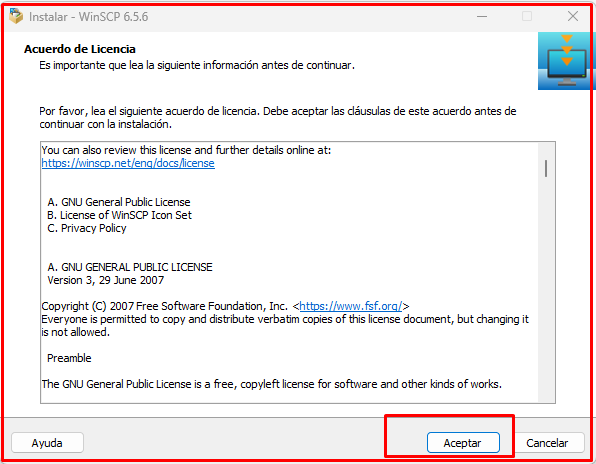 Instalar - WinSCP 6.5.6
Acuerdo de Licencia
Es importante que lea la siguiente información antes de continuar.
Por favor, lea el siguiente acuerdo de licencia. Debe aceptar las cláusulas de este acuerdo antes de
continuar con la instalación.
You can also review this license and further details online at:
https://winscp.net/eng/docs/license
A. GNU General Public License
B. License of WinSCP Icon Set
C. Privacy Policy
A. GNU GENERAL PUBLIC LICENSE
Version 3, 29 June 2007
Copyright (C) 2007 Free Software Foundation, Inc. <https://www.fsf.org/>
Everyone is permitted to copy and distribute verbatim copies of this license document, but changing it
is not allowed.
Preamble
The GNU General Public License is a free, copyleft license for software and other kinds of works.
Ayuda
Aceptar
Cancelar